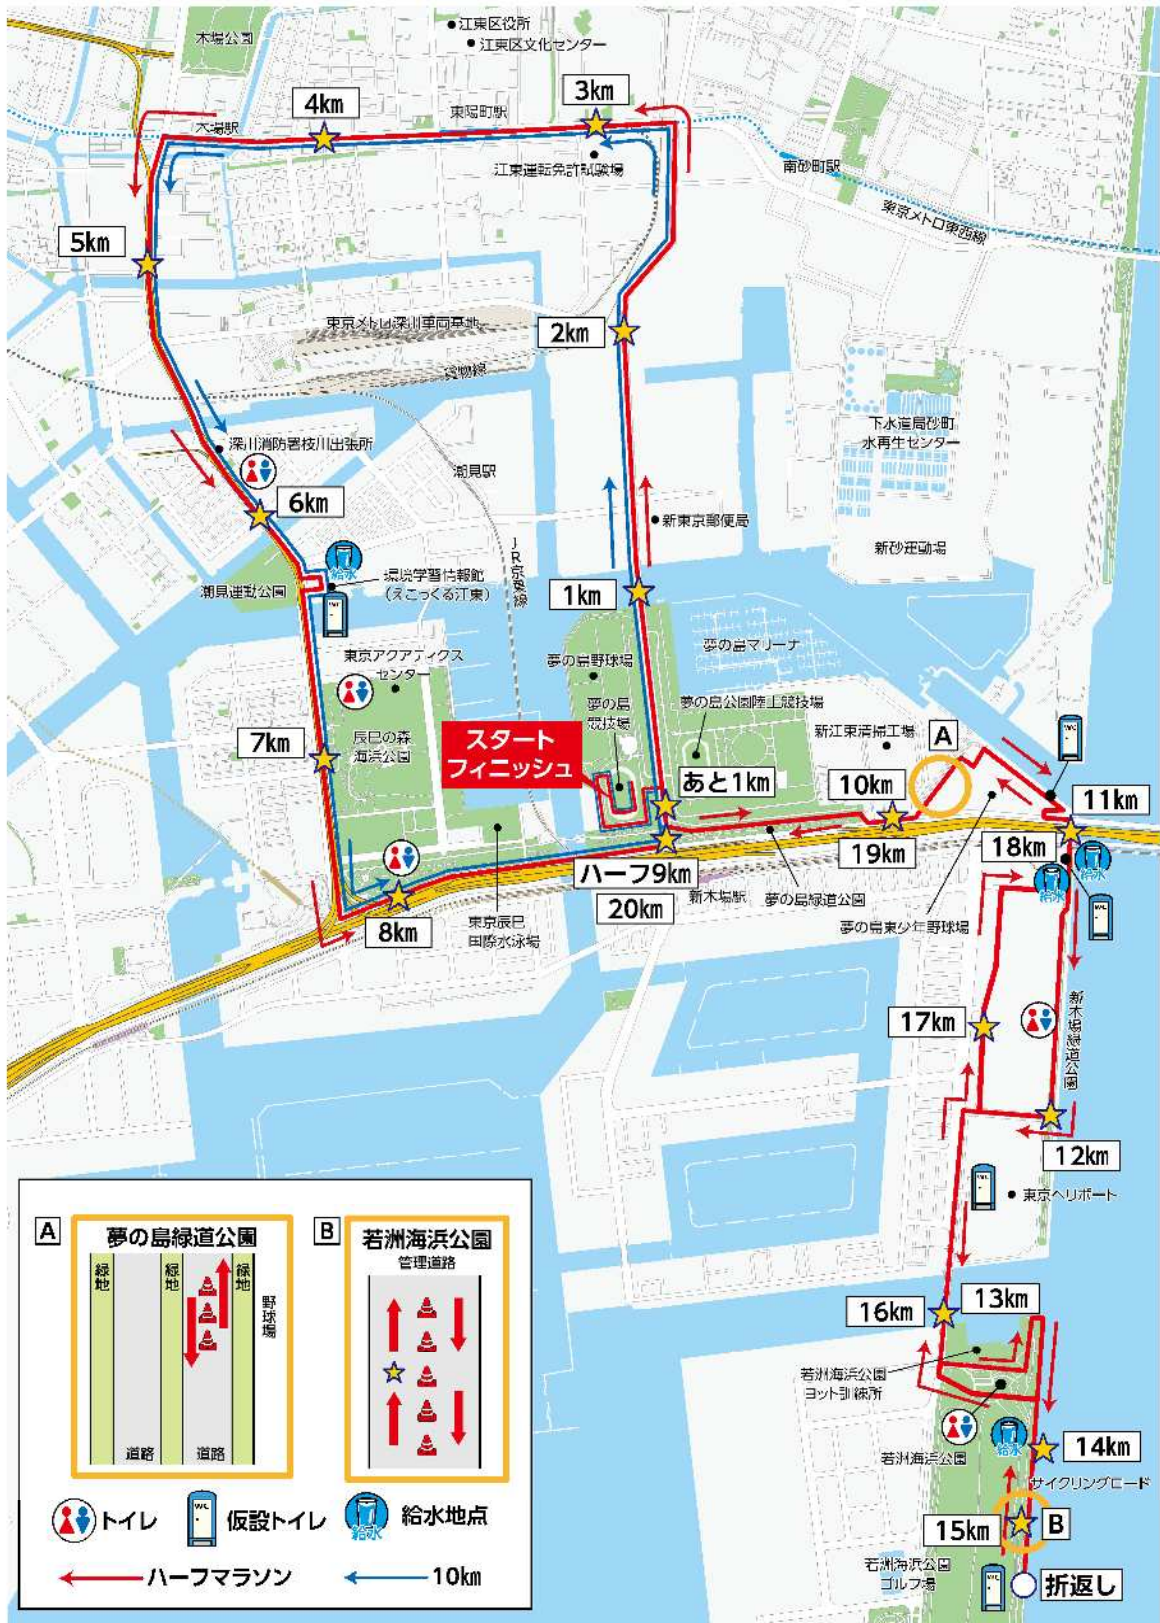 江東区役所
江東区文化センター
木場公園
3km
4km
東陽町駅
木場駅
江東運転免許試験場
南砂町駅
東京メトロ東西線
5km
東京メトロ深川車両基地
2km
貨物線
深川消防署枝川出張所
下水道局砂町
水再生センター
潮見駅
6km
新東京郵便局
新砂運動場
JR京葉線
給水
環境学習情報館
(えこっくる江東)
潮見運動公園
1km
東京アクアティクス
センター
夢の島野球場
夢の島マリーナ
夢の島
競技場
夢の島公園陸上競技場
新江東清掃工場
A
WC
7km
辰巳の森
海浜公園
スタート
フィニッシュ
あと1km
10km
11km
19km
18km
給水
給水
ハーフ9km
20km
新木場駅
夢の島緑道公園
夢の島東少年野球場
8km
東京辰巳
国際水泳場
17km
新木場緑道公園
12km
東京ヘリポート
16km
13km
若洲海浜公園
ヨット訓練所
若洲海浜公園
給水
14km
サイクリングロード
15km
B
若洲海浜公園
ゴルフ場
折返し
A
夢の島緑道公園
緑地
緑地
緑地
野球場
道路
道路
B
若洲海浜公園
管理道路
トイレ
WC
仮設トイレ
給水
給水地点
ハーフマラソン
10km